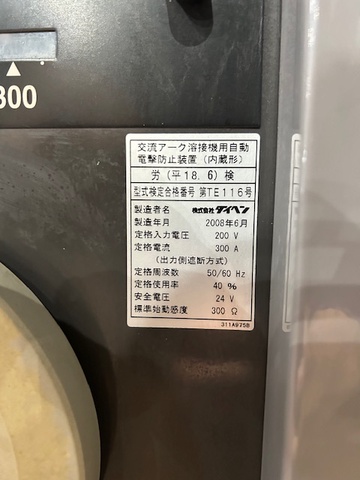 300
交流アーク溶接機用自動
電撃防止装置（内蔵形）
労（平18, 6）検
型式検定合格番号 第TE116号
製造者名 株式会社ダイヘン
製造年月 2008年6月
定格入力電圧 200 V
定格電流 300 A
（出力側遮断方式）
定格周波数 50/60 Hz
定格使用率 40 %
安全電圧 24 V
標準始動感度 300 Ω
311A975B